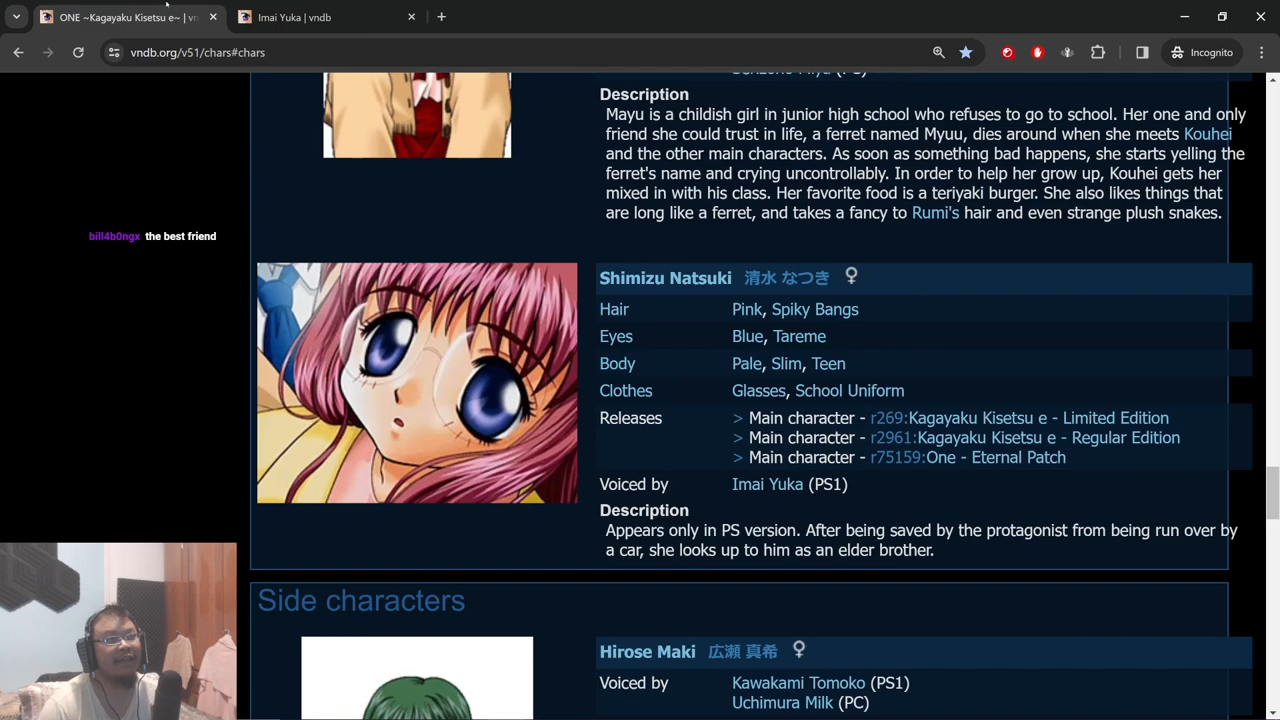 ONE ~Kagayaku Kisetsu e~ | vn
Imai Yuka | vndb
vndb.org/v51/chars#chars
Incognito
Description
Mayu is a childish girl in junior high school who refuses to go to school. Her one and only
friend she could trust in life, a ferret named Myuu, dies around when she meets Kouhei
and the other main characters. As soon as something bad happens, she starts yelling the
ferret's name and crying uncontrollably. In order to help her grow up, Kouhei gets her
mixed in with his class. Her favorite food is a teriyaki burger. She also likes things that
are long like a ferret, and takes a fancy to Rumi's hair and even strange plush snakes.
bill4b0ngx the best friend
Shimizu Natsuki 清水 なつき ♀
Hair Pink, Spiky Bangs
Eyes Blue, Tareme
Body Pale, Slim, Teen
Clothes Glasses, School Uniform
Releases > Main character - r269:Kagayaku Kisetsu e - Limited Edition
> Main character - r2961:Kagayaku Kisetsu e - Regular Edition
> Main character - r75159:One - Eternal Patch
Voiced by Imai Yuka (PS1)
Description
Appears only in PS version. After being saved by the protagonist from being run over by
a car, she looks up to him as an elder brother.
Side characters
Hirose Maki 広瀬 真希 ♀
Voiced by Kawakami Tomoko (PS1)
Uchimura Milk (PC)